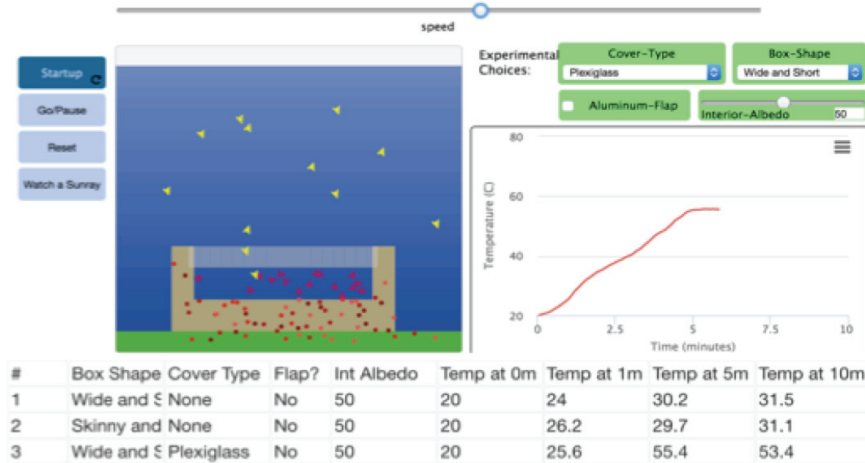 speed
Experimental Choices:
Cover-Type
Plexiglass
Box-Shape
Wide and Short
Aluminum-Flap
Interior-Albedo 50
Startup
Go/Pause
Reset
Watch a Sunray
80
60
40
20
Temperature (C)
0 2.5 5 7.5 10
Time (minutes)
# Box Shape Cover Type Flap? Int Albedo Temp at 0m Temp at 1m Temp at 5m Temp at 10m
1 Wide and S None No 50 20 24 30.2 31.5
2 Skinny and None No 50 20 26.2 29.7 31.1
3 Wide and S Plexiglass No 50 20 25.6 55.4 53.4